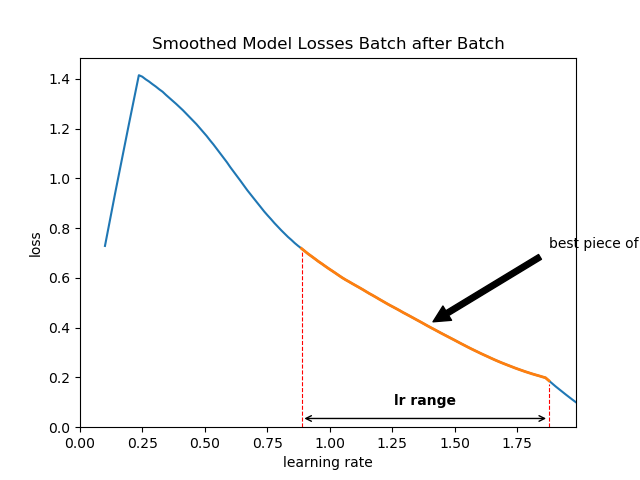 Smoothed Model Losses Batch after Batch
1.4
1.2
1.0
0.8
0.6
0.4
0.2
0.0
loss
best piece of
lr range
0.00 0.25 0.50 0.75 1.00 1.25 1.50 1.75
learning rate